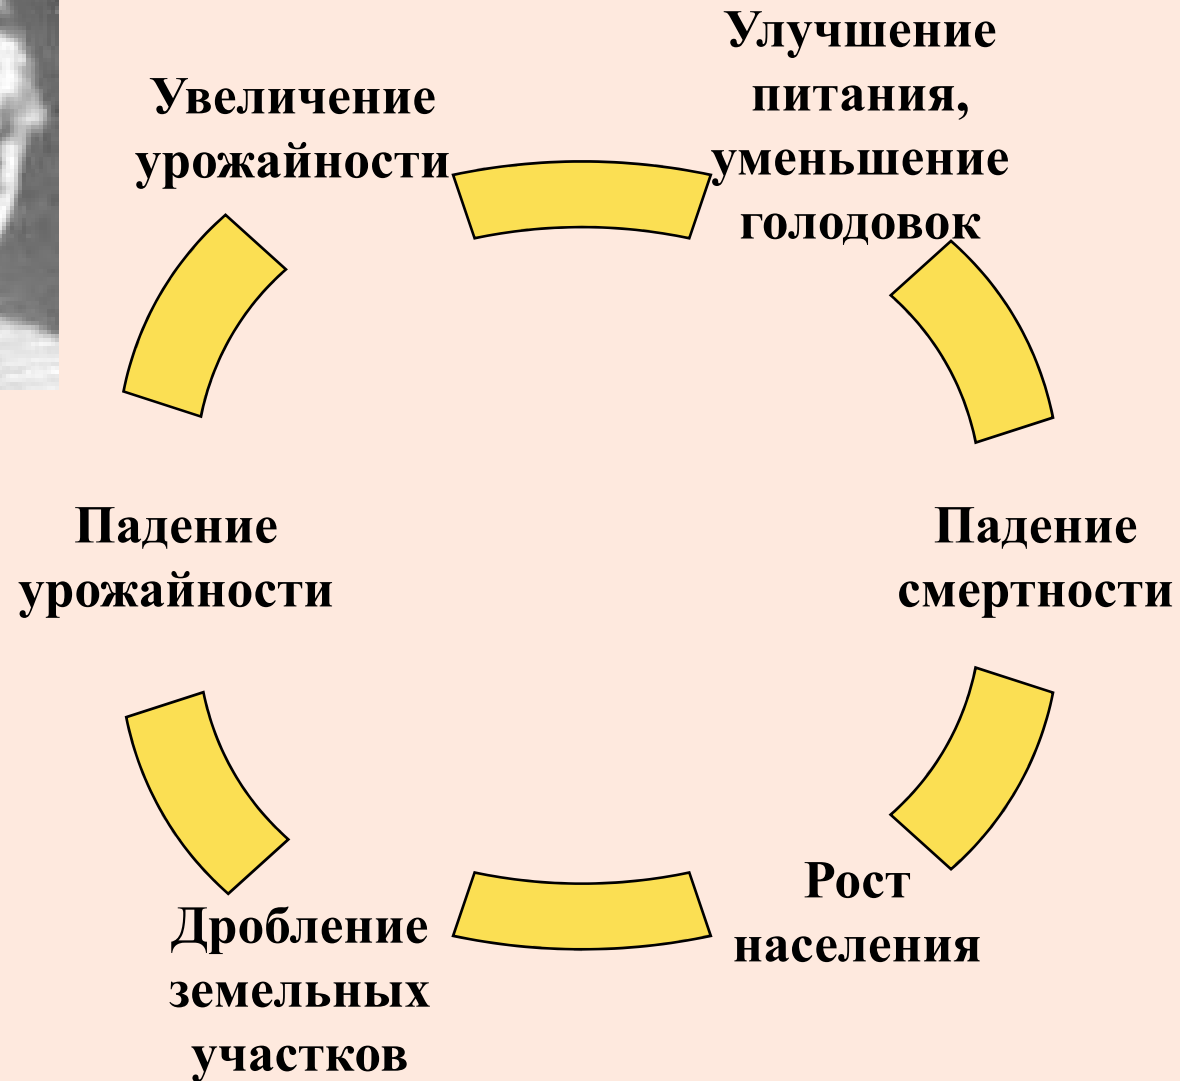 Увеличение
урожайности
Улучшение
питания,
уменьшение
голодовок
Падение
смертности
Рост
населения
Дробление
земельных
участков
Падение
урожайности